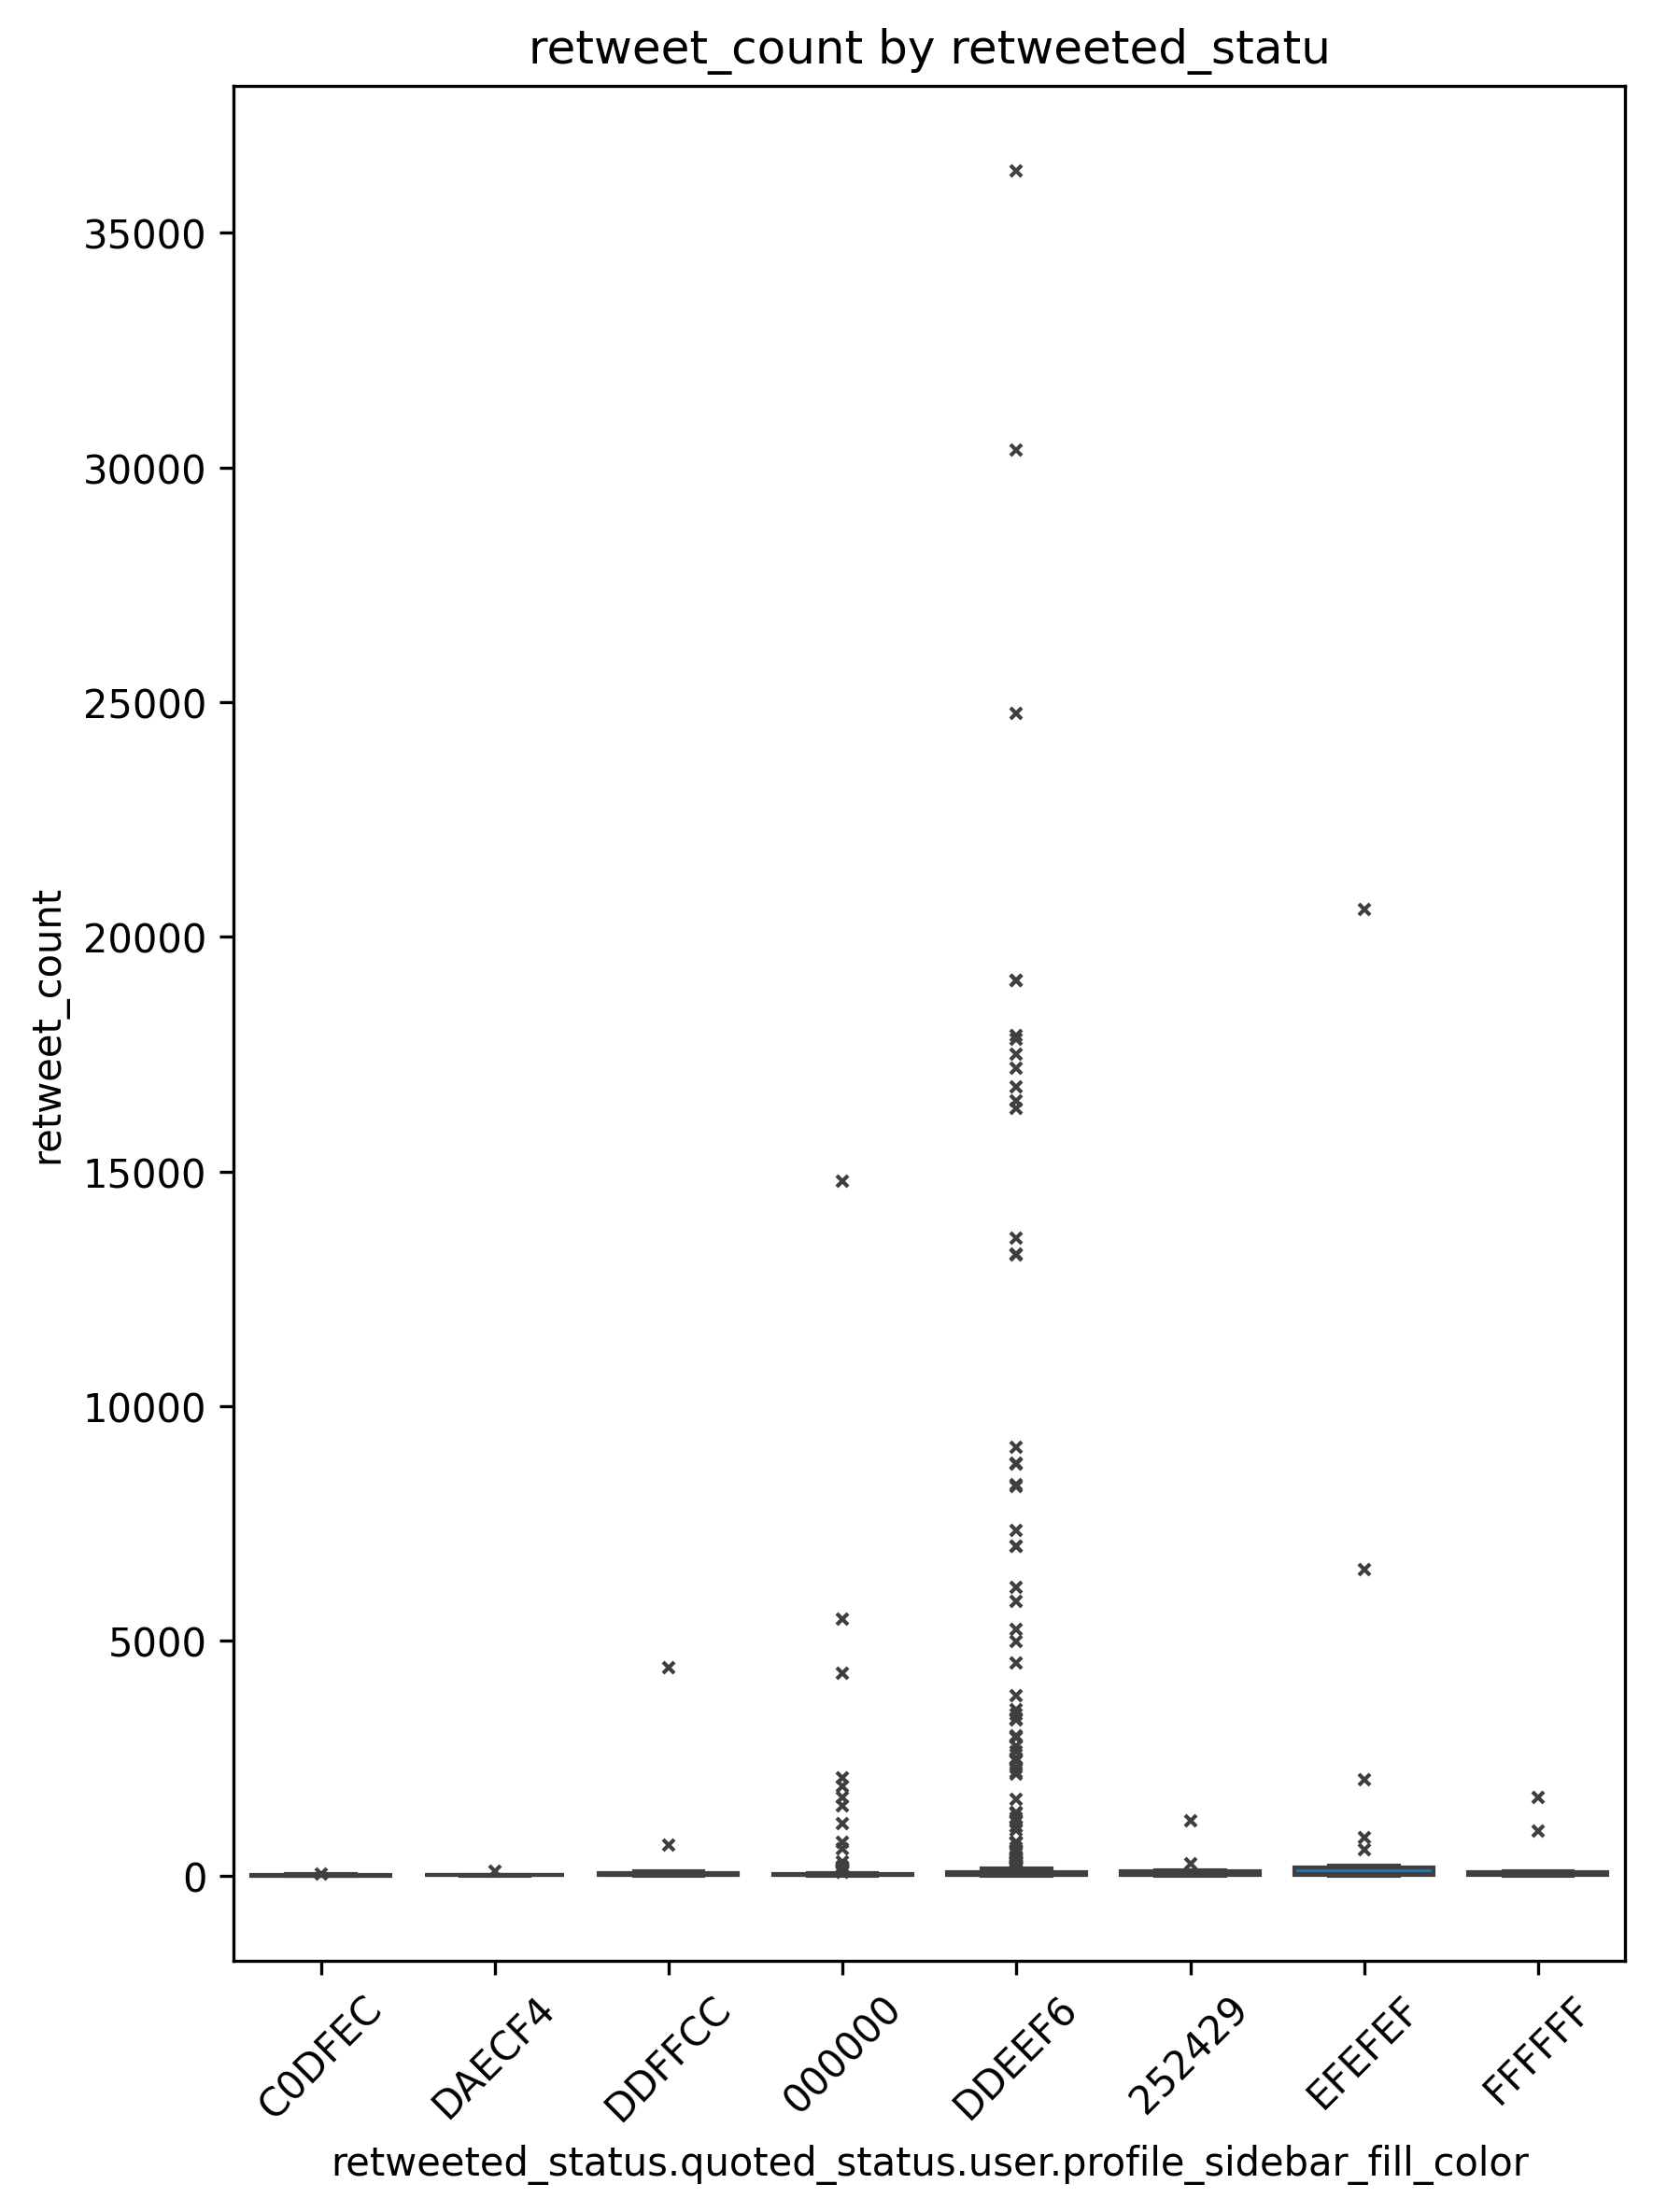 retweet_count by retweeted_statu
35000
30000
25000
20000
15000
10000
5000
0
retweet_count
C0DFEC
DAECF4
DDFFCC
000000
DDEEF6
252429
EFEFEF
FFFFFF
retweeted_status.quoted_status.user.profile_sidebar_fill_color